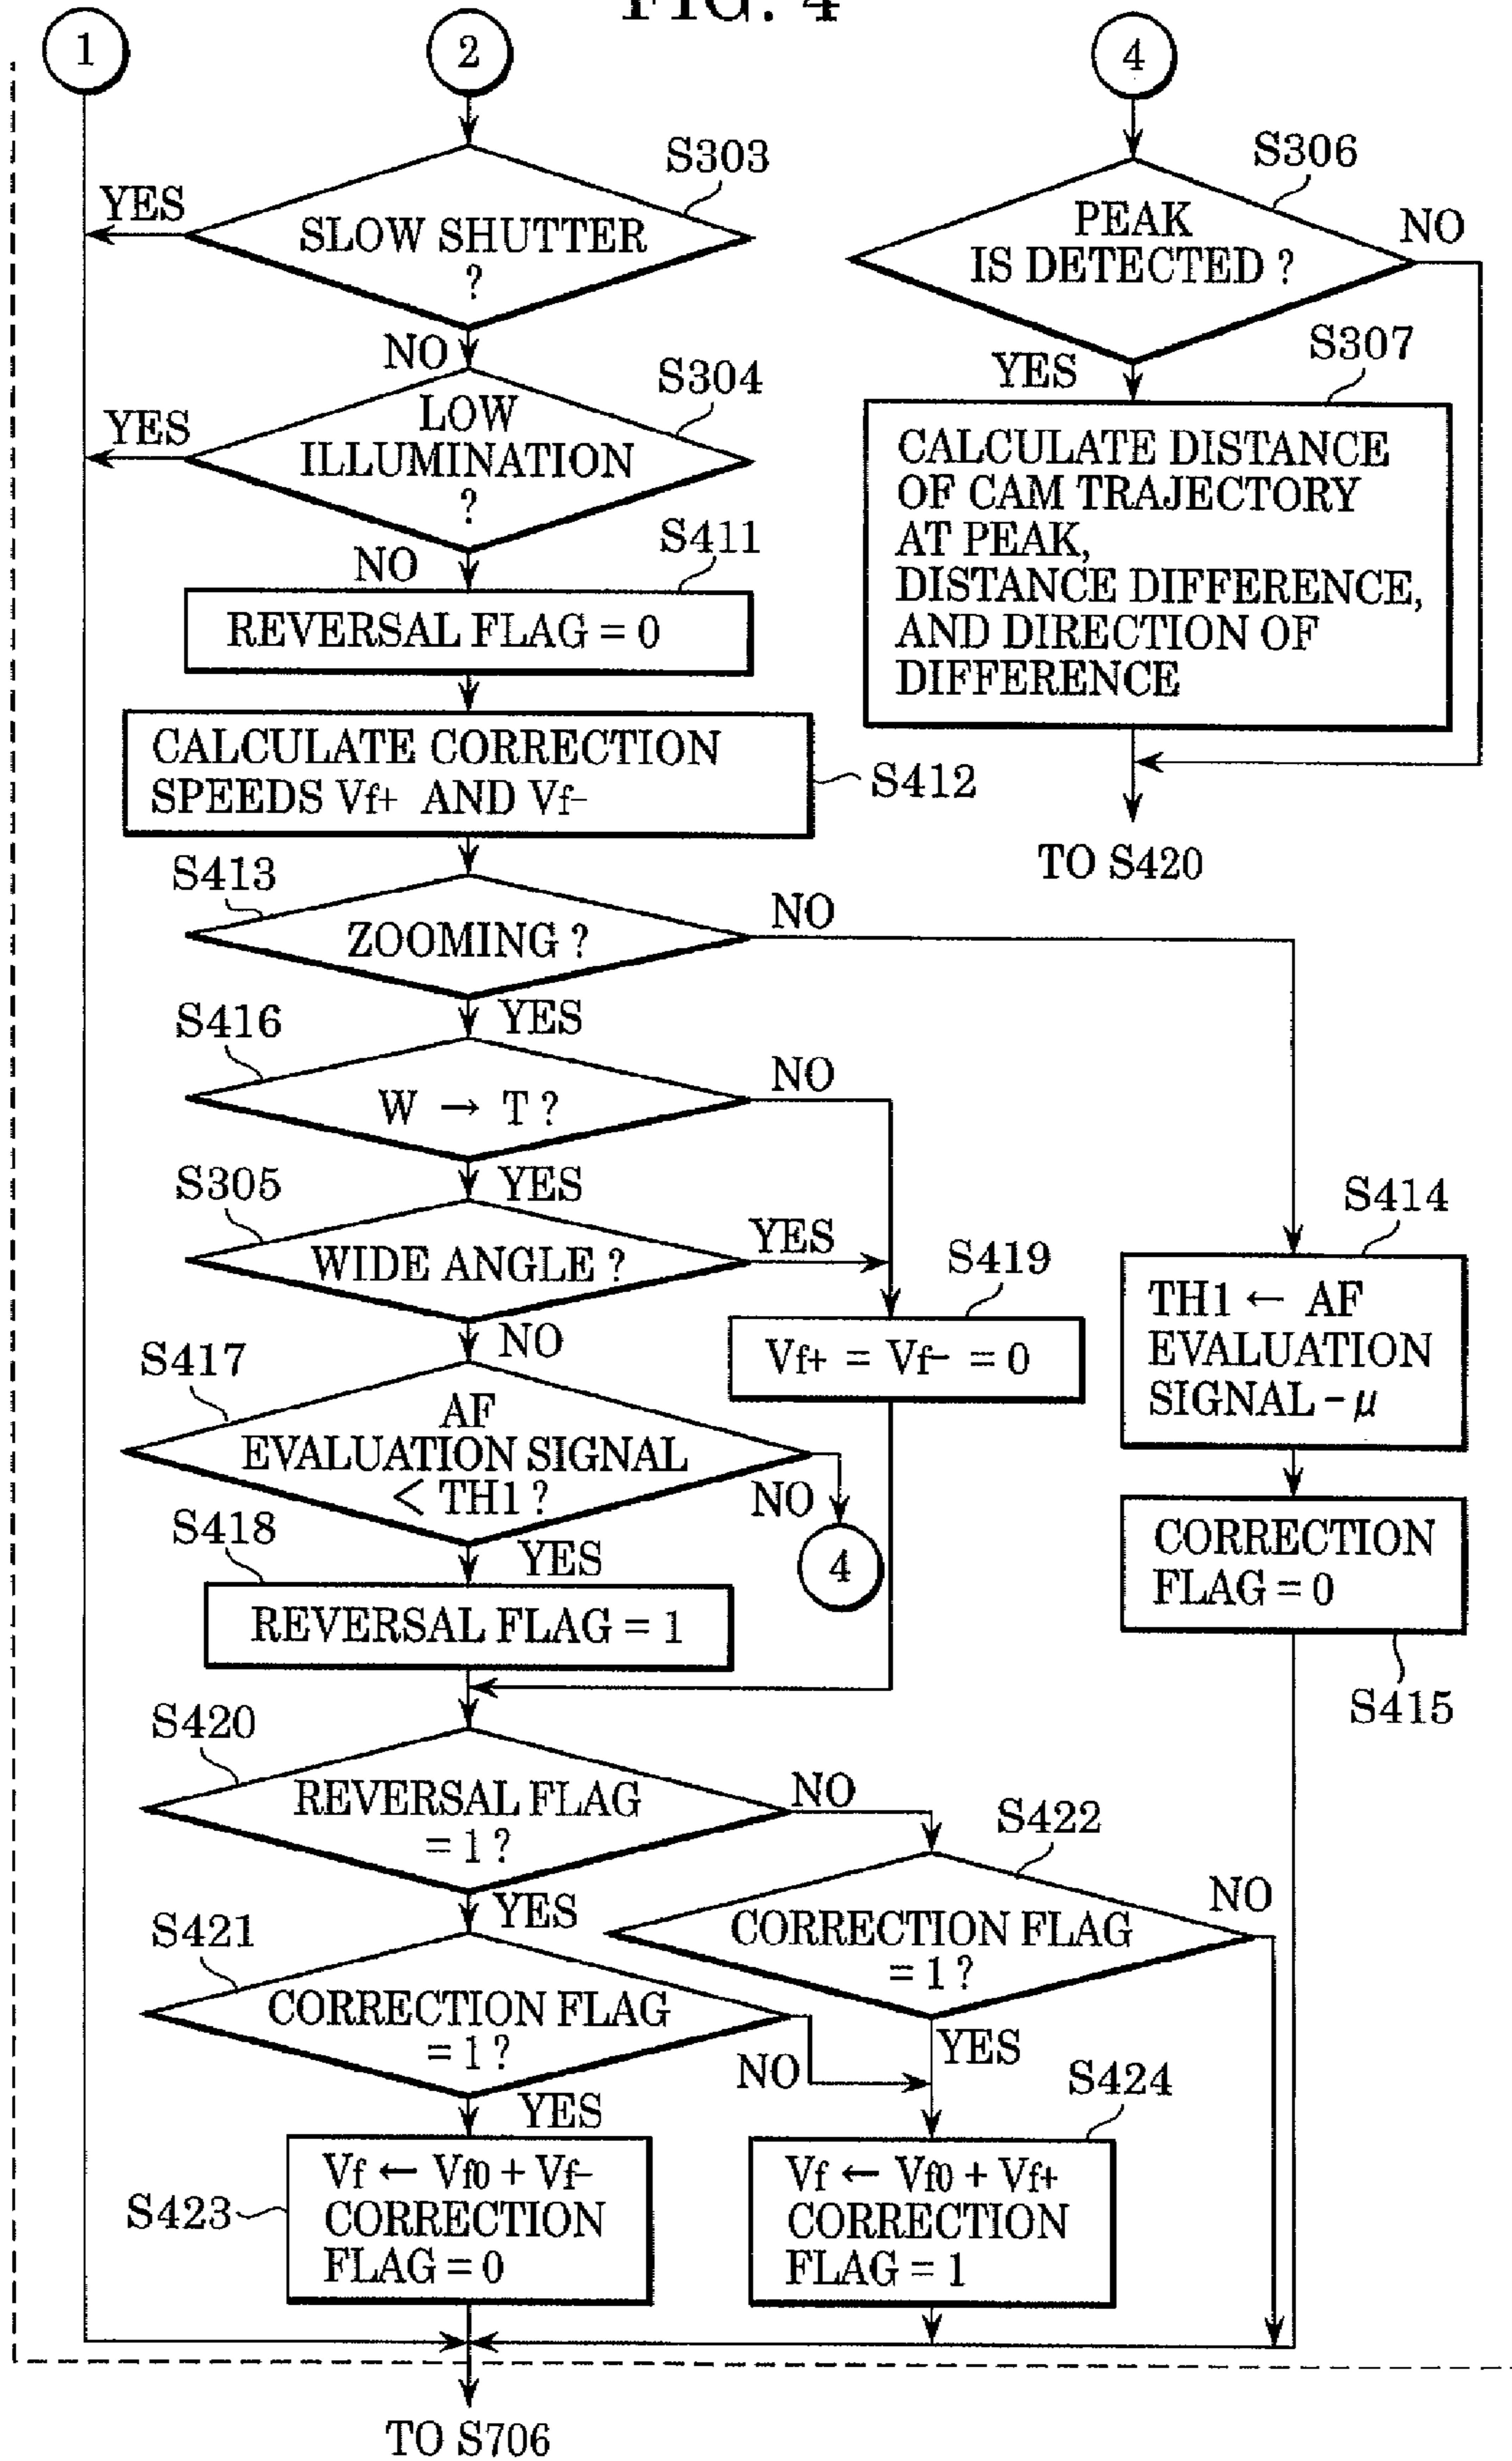 FIG. 4
1
2
4
S303
YES
SLOW SHUTTER
?
NO
S304
YES
LOW
ILLUMINATION
?
NO
S411
REVERSAL FLAG = 0
CALCULATE CORRECTION
SPEEDS Vf+ AND Vf−
S412
S306
PEAK
IS DETECTED ?
NO
YES
S307
CALCULATE DISTANCE
OF CAM TRAJECTORY
AT PEAK,
DISTANCE DIFFERENCE,
AND DIRECTION OF
DIFFERENCE
TO S420
S413
ZOOMING ?
NO
YES
S416
W → T ?
NO
YES
S305
WIDE ANGLE ?
YES
NO
S419
Vf+ = Vf− = 0
S414
TH1 ← AF
EVALUATION
SIGNAL − μ
CORRECTION
FLAG = 0
S415
S417
AF
EVALUATION SIGNAL
< TH1 ?
NO
4
YES
S418
REVERSAL FLAG = 1
S420
REVERSAL FLAG
= 1 ?
NO
YES
S422
CORRECTION FLAG
= 1 ?
NO
YES
S421
CORRECTION FLAG
= 1 ?
NO
YES
S423
Vf ← Vf0 + Vf−
CORRECTION
FLAG = 0
S424
Vf ← Vf0 + Vf+
CORRECTION
FLAG = 1
TO S706